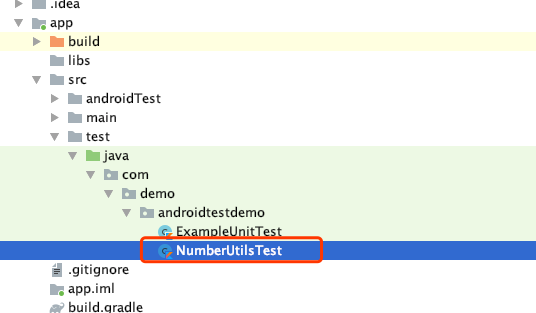 .idea
app
build
libs
src
androidTest
main
test
java
com
demo
androidtestdemo
ExampleUnitTest
NumberUtilsTest
.gitignore
app.iml
build.gradle